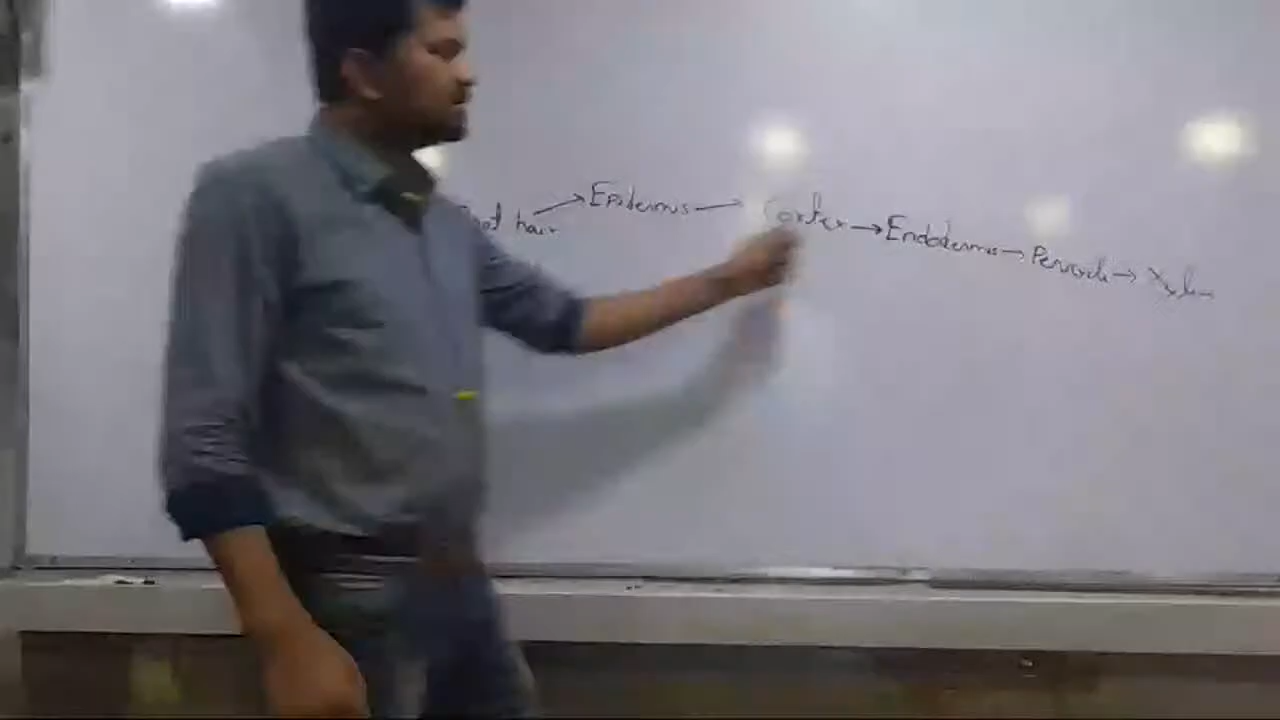 Root hair → Epidermis → Cortex → Endodermis → Pericycle → Xylem